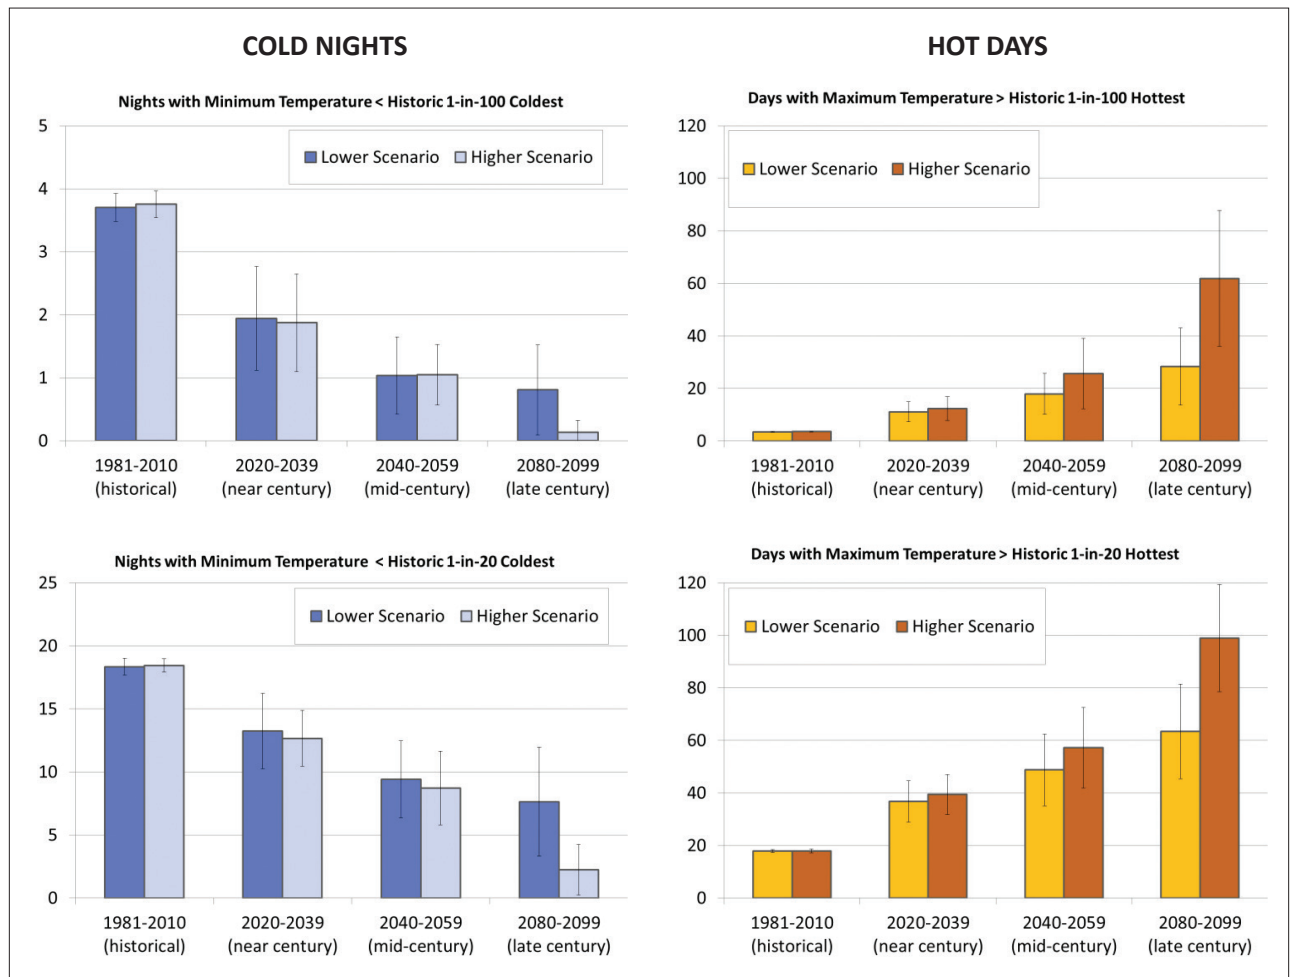 COLD NIGHTS
Nights with Minimum Temperature < Historic 1-in-100 Coldest
5
4
3
2
1
0
Lower Scenario Higher Scenario
1981-2010 2020-2039 2040-2059 2080-2099
(historical) (near century) (mid-century) (late century)
Nights with Minimum Temperature < Historic 1-in-20 Coldest
25
20
15
10
5
0
Lower Scenario Higher Scenario
1981-2010 2020-2039 2040-2059 2080-2099
(historical) (near century) (mid-century) (late century)
HOT DAYS
Days with Maximum Temperature > Historic 1-in-100 Hottest
120
100
80
60
40
20
0
Lower Scenario Higher Scenario
1981-2010 2020-2039 2040-2059 2080-2099
(historical) (near century) (mid-century) (late century)
Days with Maximum Temperature > Historic 1-in-20 Hottest
120
100
80
60
40
20
0
Lower Scenario Higher Scenario
1981-2010 2020-2039 2040-2059 2080-2099
(historical) (near century) (mid-century) (late century)